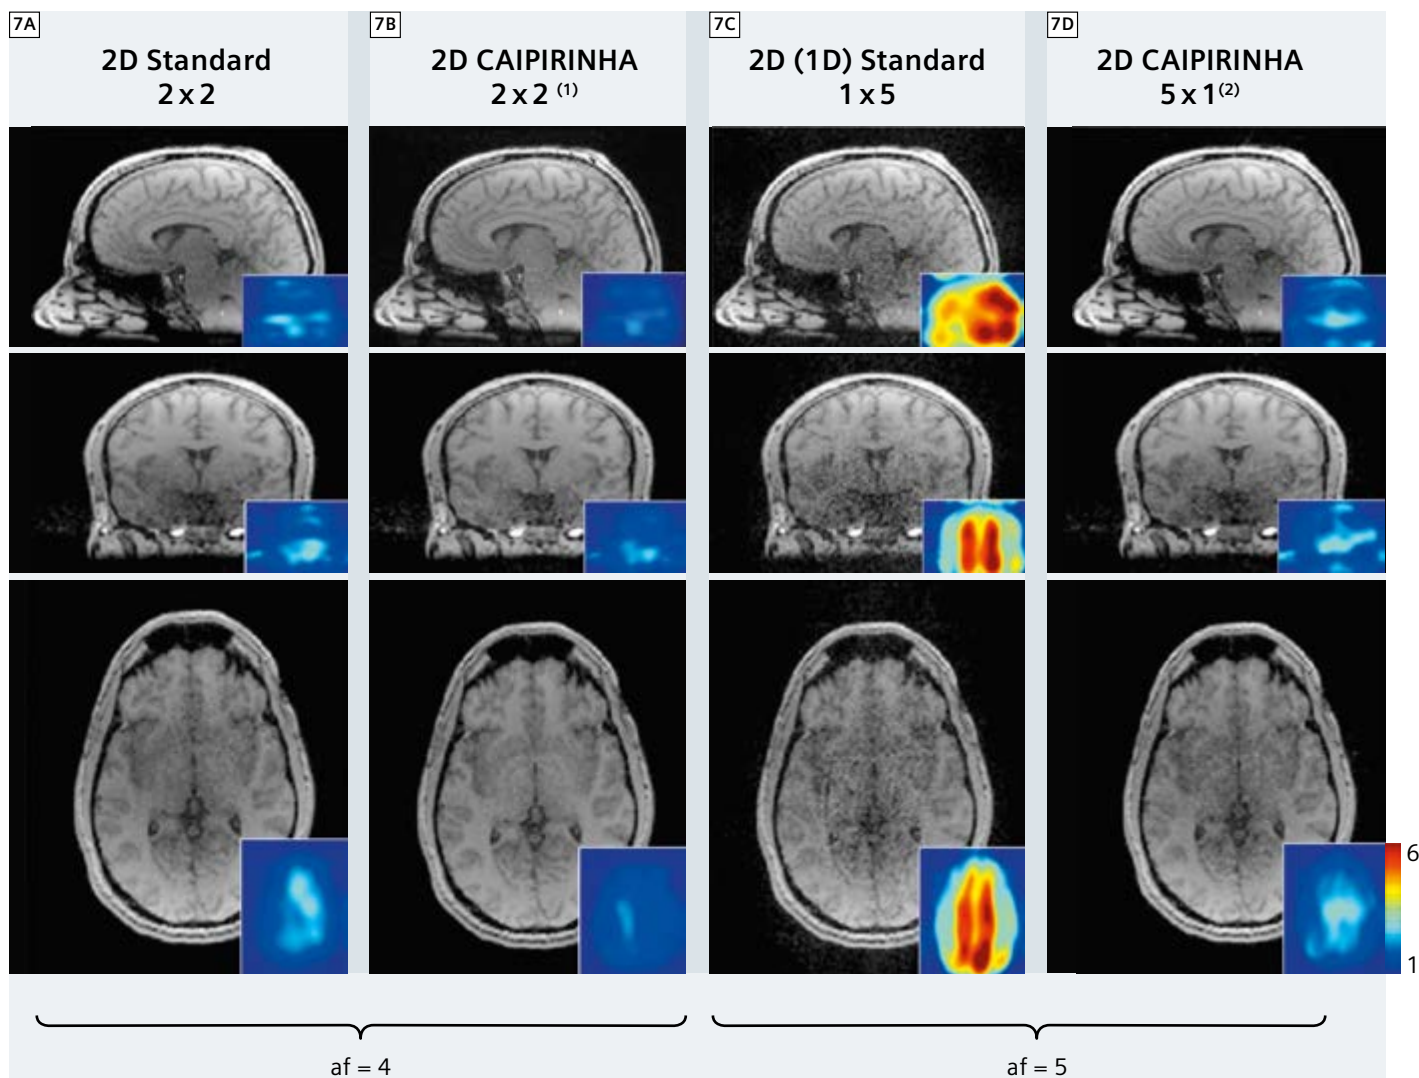 7A
2D Standard
2 x 2
7B
2D CAIPIRINHA
2 x 2 (1)
7C
2D (1D) Standard
1 x 5
7D
2D CAIPIRINHA
5 x 1(2)
6
1
af = 4
af = 5